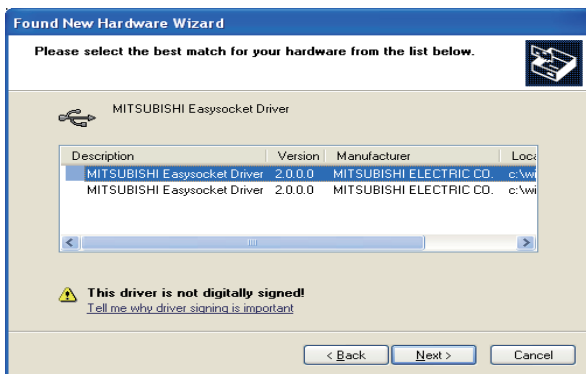 Found New Hardware Wizard
Please select the best match for your hardware from the list below.
MITSUBISHI Easysocket Driver
Description Version Manufacturer Loca
MITSUBISHI Easysocket Driver 2.0.0.0 MITSUBISHI ELECTRIC CO. c:\wi
MITSUBISHI Easysocket Driver 2.0.0.0 MITSUBISHI ELECTRIC CO. c:\wi
This driver is not digitally signed!
Tell me why driver signing is important
< Back Next > Cancel